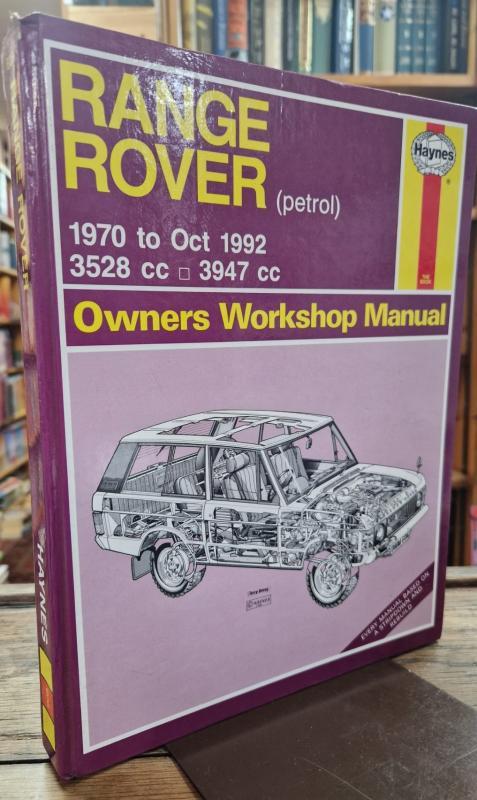 RANGE
ROVER (petrol)
1970 to Oct 1992
3528 cc □ 3947 cc
Haynes
®
Owners Workshop Manual
EVERY MANUAL BASED ON
A STRIPDOWN AND
REBUILD
RANGE ROVER
HAYNES